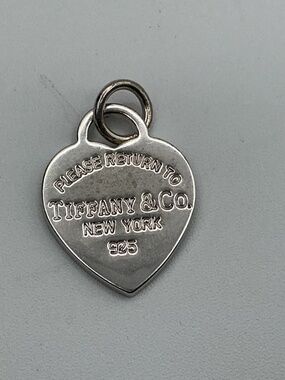 PLEASE RETURN TO
TIFFANY & CO.
NEW YORK
925